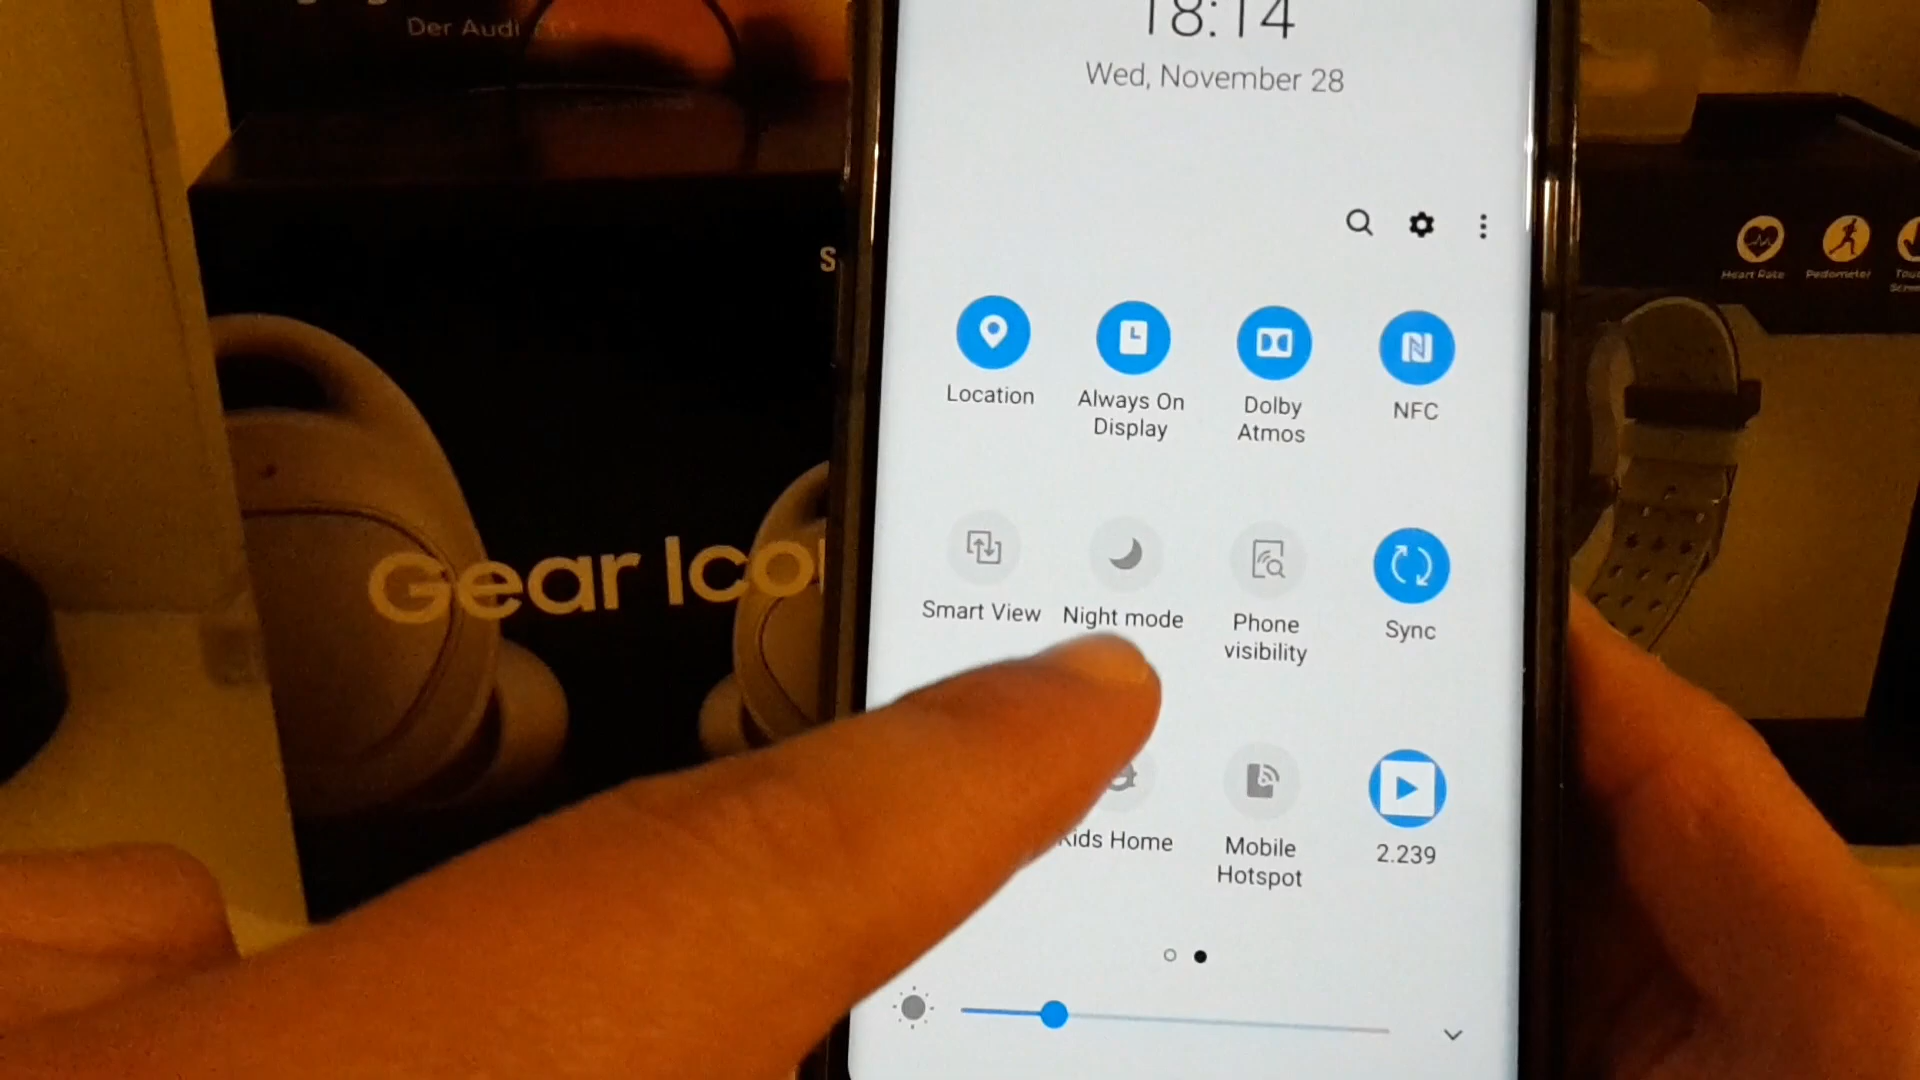 Der Audi
18:14
Wed, November 28
S
Heart Rate
Pedometer
Location
Always On
Display
Dolby
Atmos
NFC
Gear Ico
Smart View
Night mode
Phone
visibility
Sync
Kids Home
Mobile
Hotspot
2.239